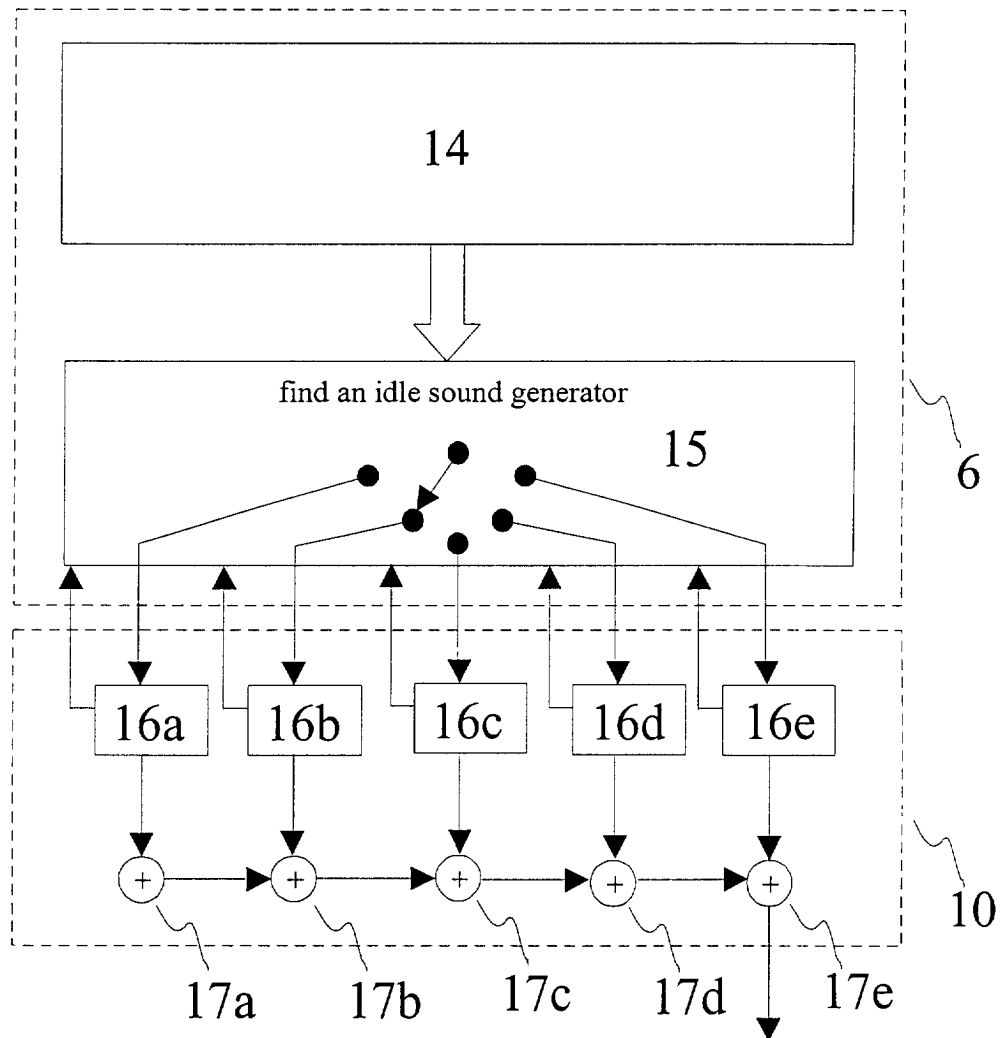 14
find an idle sound generator
15
6
16a 16b 16c 16d 16e
+ + + + +
10
17a 17b 17c 17d 17e